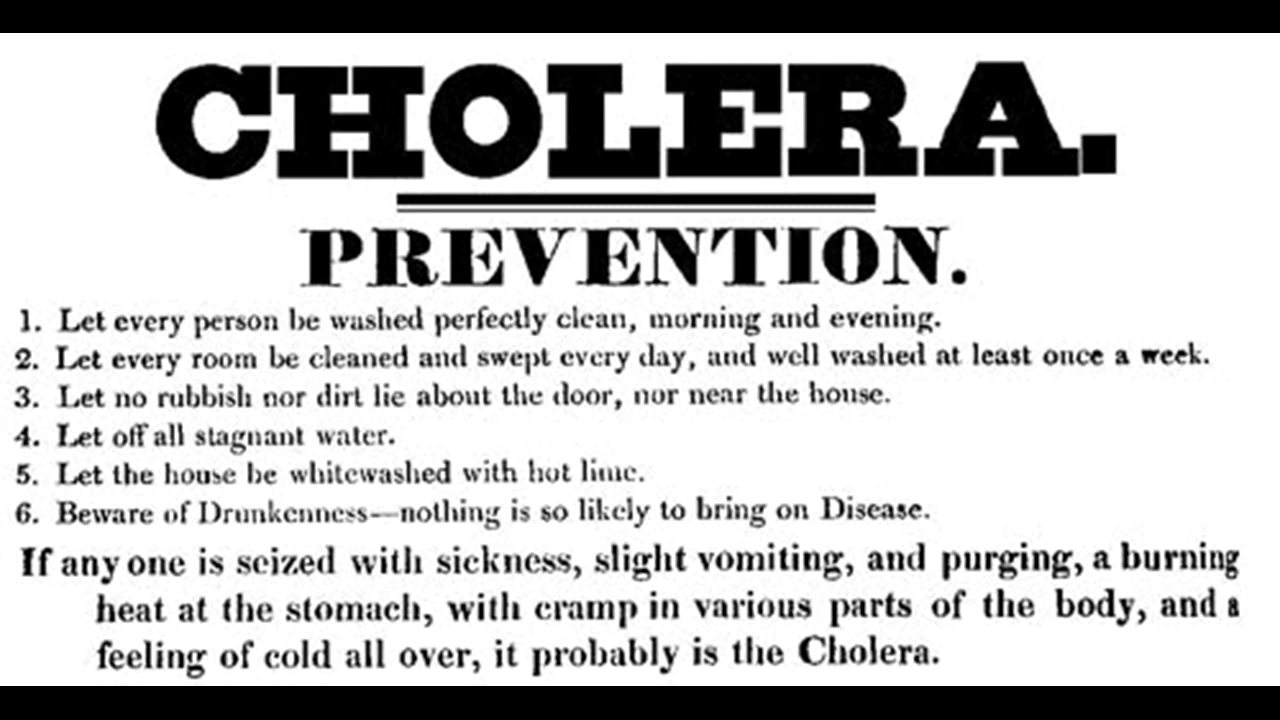 CHOLERA.
PREVENTION.
1. Let every person be washed perfectly clean, morning and evening.
2. Let every room be cleaned and swept every day, and well washed at least once a week.
3. Let no rubbish nor dirt lie about the door, nor near the house.
4. Let off all stagnant water.
5. Let the house be whitewashed with hot lime.
6. Beware of Drunkenness—nothing is so likely to bring on Disease.
If any one is seized with sickness, slight vomiting, and purging, a burning
heat at the stomach, with cramp in various parts of the body, and a
feeling of cold all over, it probably is the Cholera.